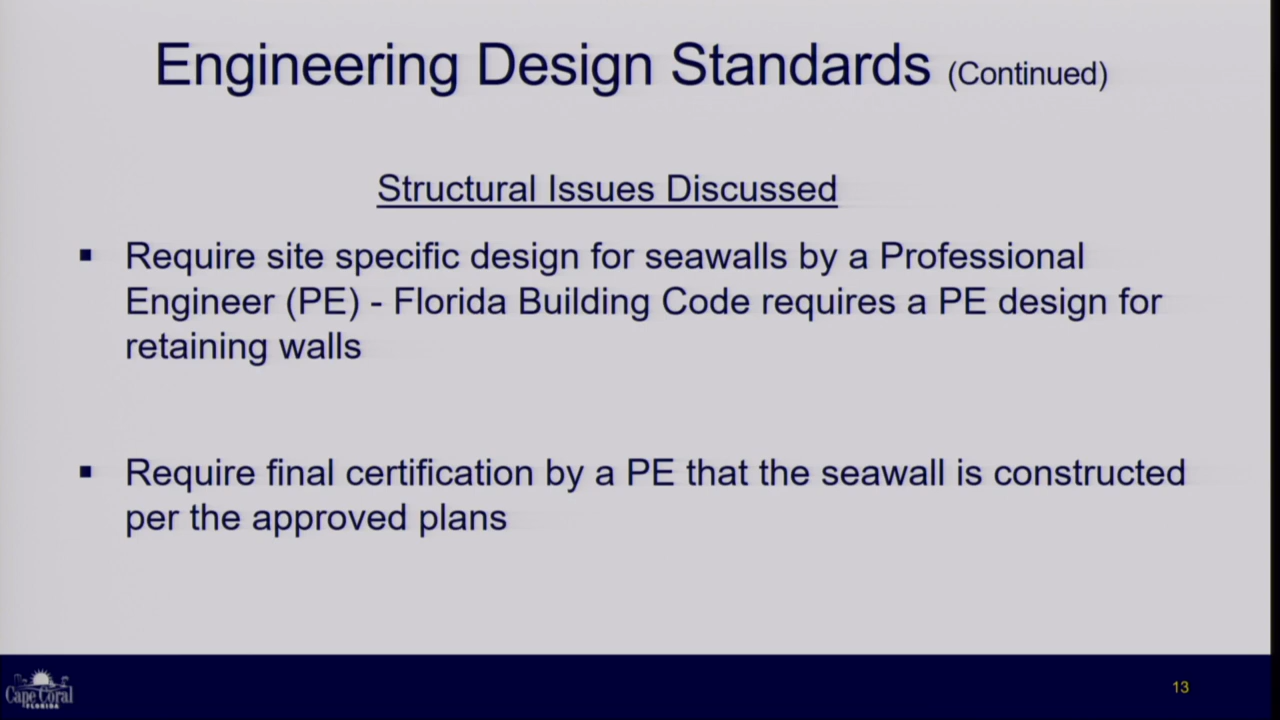 Engineering Design Standards (Continued)
Structural Issues Discussed
▪ Require site specific design for seawalls by a Professional
Engineer (PE) - Florida Building Code requires a PE design for
retaining walls
▪ Require final certification by a PE that the seawall is constructed
per the approved plans
Cape Coral
FLORIDA
13